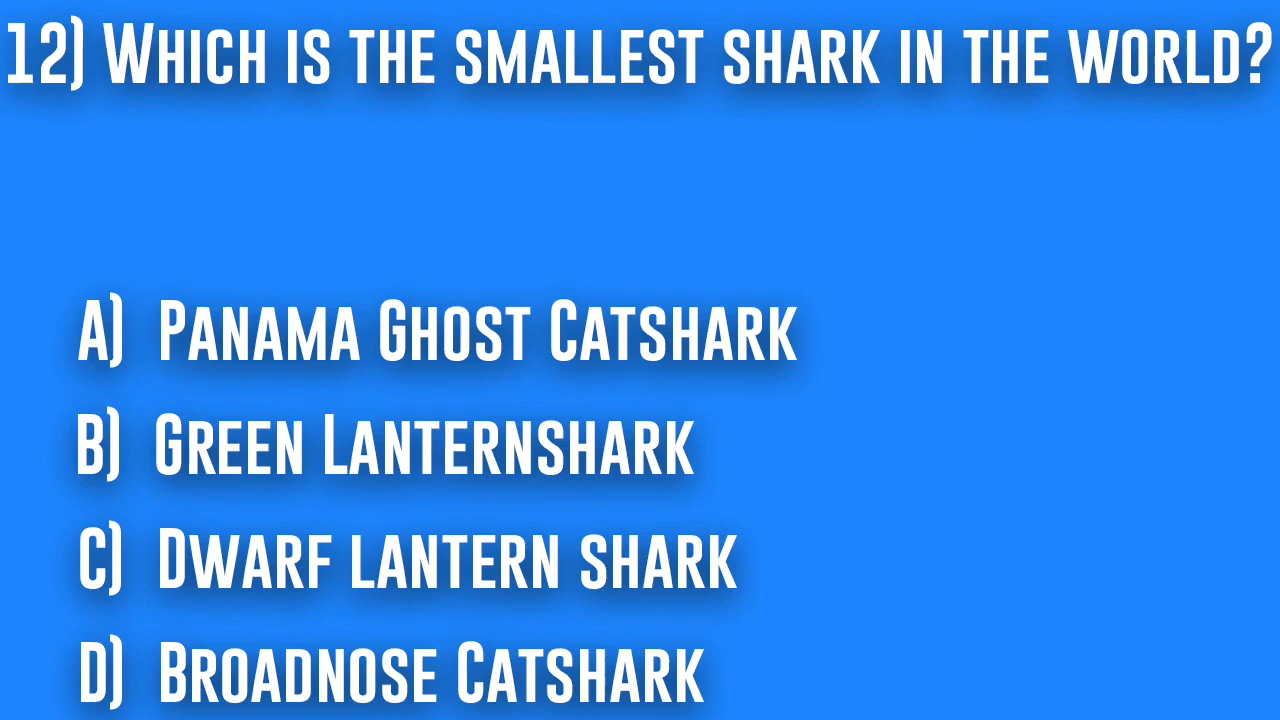 12) Which is the smallest shark in the world?
A) Panama Ghost Catshark
B) Green Lanternshark
C) Dwarf lantern shark
D) Broadnose Catshark